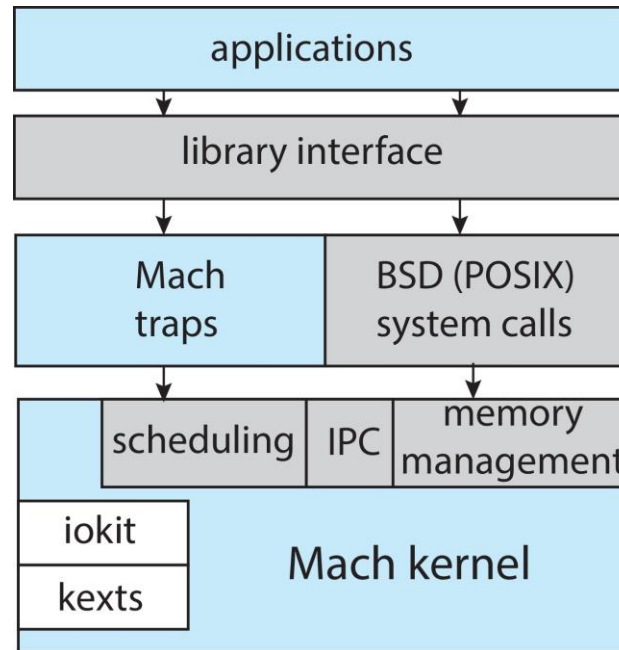 applications
library interface
Mach
traps
BSD (POSIX)
system calls
scheduling
IPC
memory
management
iokit
kexts
Mach kernel